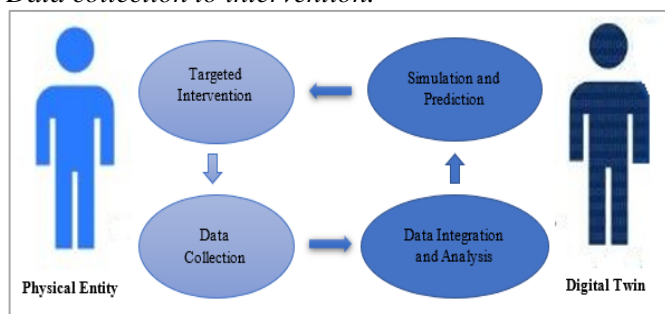 Data collection to intervention.
Targeted
Intervention
Simulation and
Prediction
Data
Collection
Data Integration
and Analysis
Physical Entity
Digital Twin